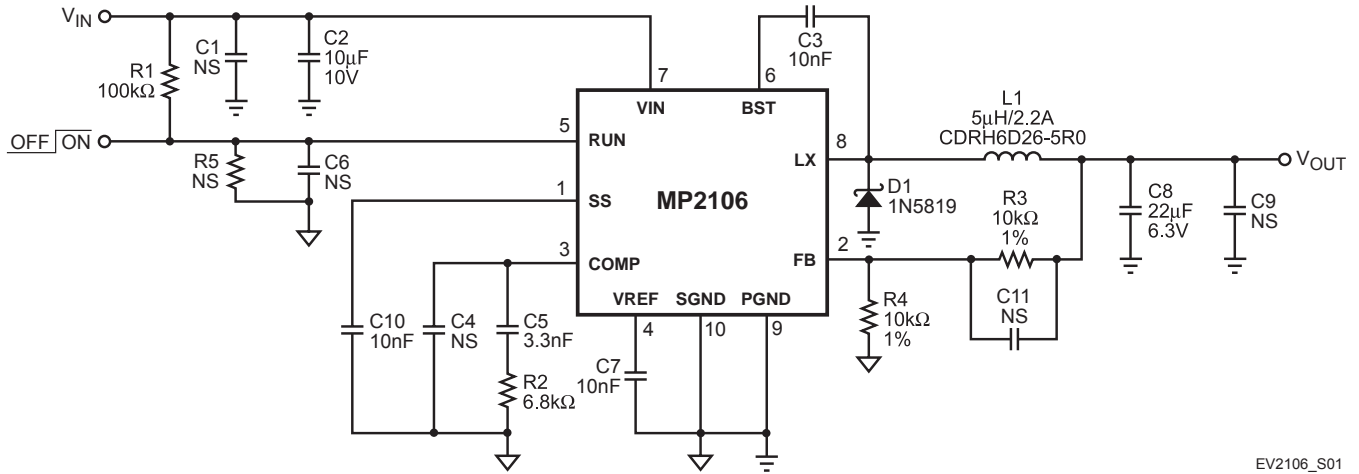 VIN
R1
100kΩ
C1
NS
C2
10µF
10V
C3
10nF
7
6
VIN
BST
OFF ON
5
RUN
R5
NS
C6
NS
1
SS
3
COMP
MP2106
8
LX
L1
5µH/2.2A
CDRH6D26-5R0
D1
1N5819
2
FB
R3
10kΩ
1%
C11
NS
R4
10kΩ
1%
C8
22µF
6.3V
C9
NS
VOUT
VREF
SGND
PGND
4
10
9
C10
10nF
C4
NS
C5
3.3nF
R2
6.8kΩ
C7
10nF
EV2106_S01